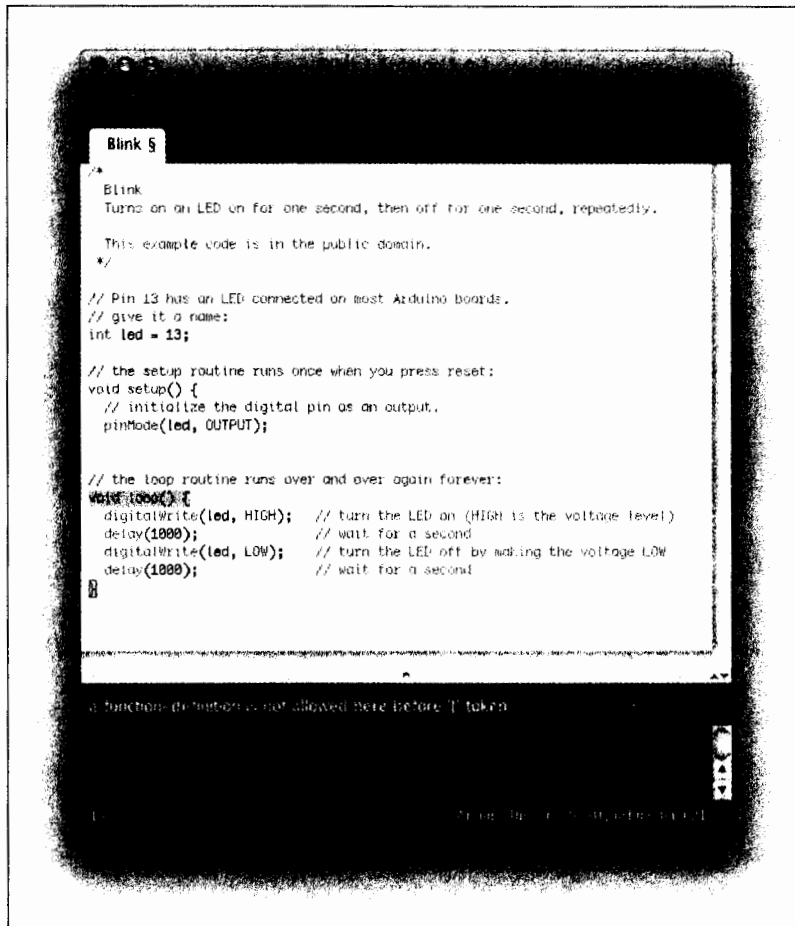 Blink §
/*
  Blink
  Turns on an LED on for one second, then off for one second, repeatedly.

  This example code is in the public domain.
 */

// Pin 13 has an LED connected on most Arduino boards.
// give it a name:
int led = 13;

// the setup routine runs once when you press reset:
void setup() {
  // initialize the digital pin as an output.
  pinMode(led, OUTPUT);

// the loop routine runs over and over again forever:
void loop() {
  digitalWrite(led, HIGH);   // turn the LED on (HIGH is the voltage level)
  delay(1000);               // wait for a second
  digitalWrite(led, LOW);    // turn the LED off by making the voltage LOW
  delay(1000);               // wait for a second
}
a function-definition is not allowed here before '{' token